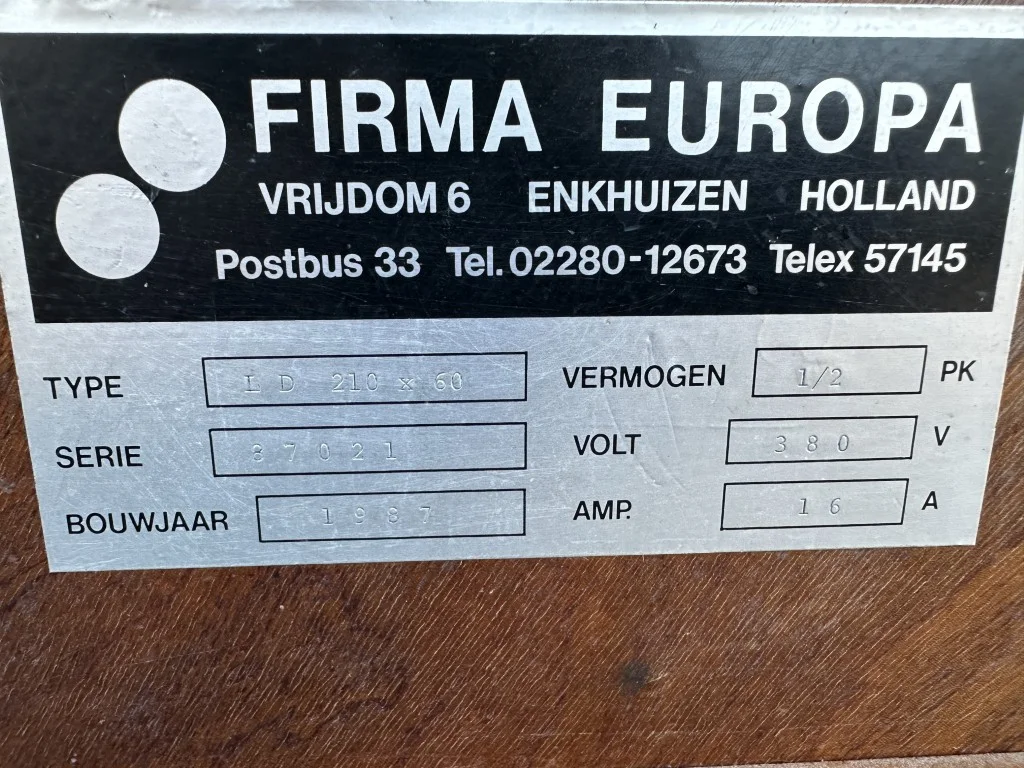 FIRMA EUROPA
VRIJDOM 6 ENKHUIZEN HOLLAND
Postbus 33 Tel. 02280-12673 Telex 57145
TYPE LD 210 x 60 VERMOGEN 1/2 PK
SERIE 87021 VOLT 380 V
BOUWJAAR 1987 AMP. 16 A